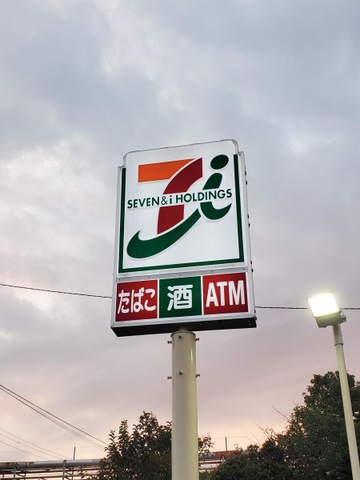 SEVEN & i HOLDINGS
たばこ 酒 ATM